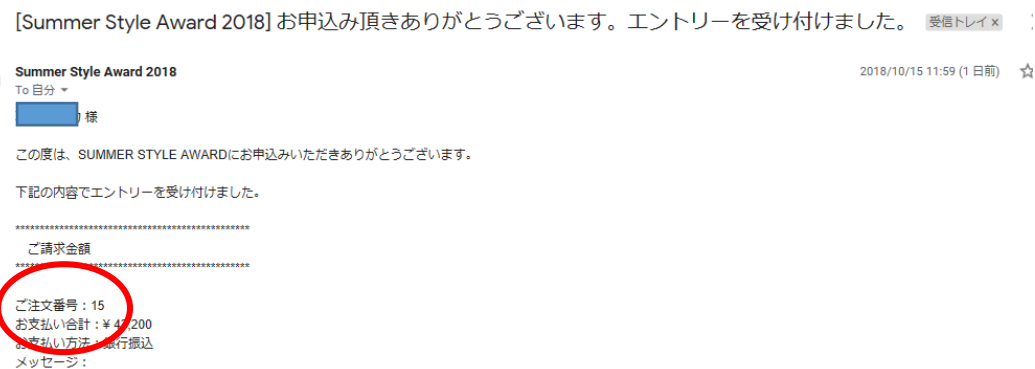 [Summer Style Award 2018] お申込み頂きありがとうございます。エントリーを受け付けました。 受信トレイ x
Summer Style Award 2018 2018/10/15 11:59 (1 日前)
To 自分
様
この度は、SUMMER STYLE AWARDにお申込みいただきありがとうございます。
下記の内容でエントリーを受け付けました。
**************************************************
ご請求金額
**************************************************
ご注文番号：15
お支払い合計：¥ ,200
お支払い方法：銀行振込
メッセージ：